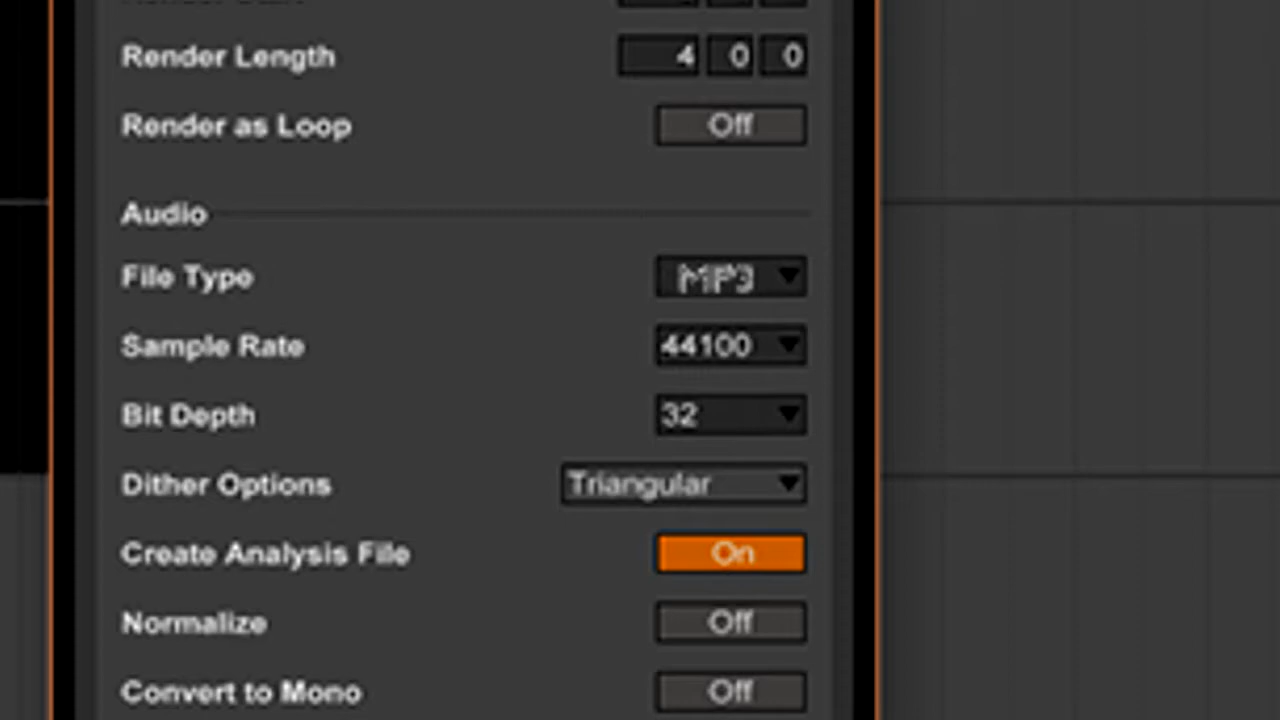 Render Length 4 0 0
Render as Loop Off
Audio
File Type MP3
Sample Rate 44100
Bit Depth 32
Dither Options Triangular
Create Analysis File On
Normalize Off
Convert to Mono Off